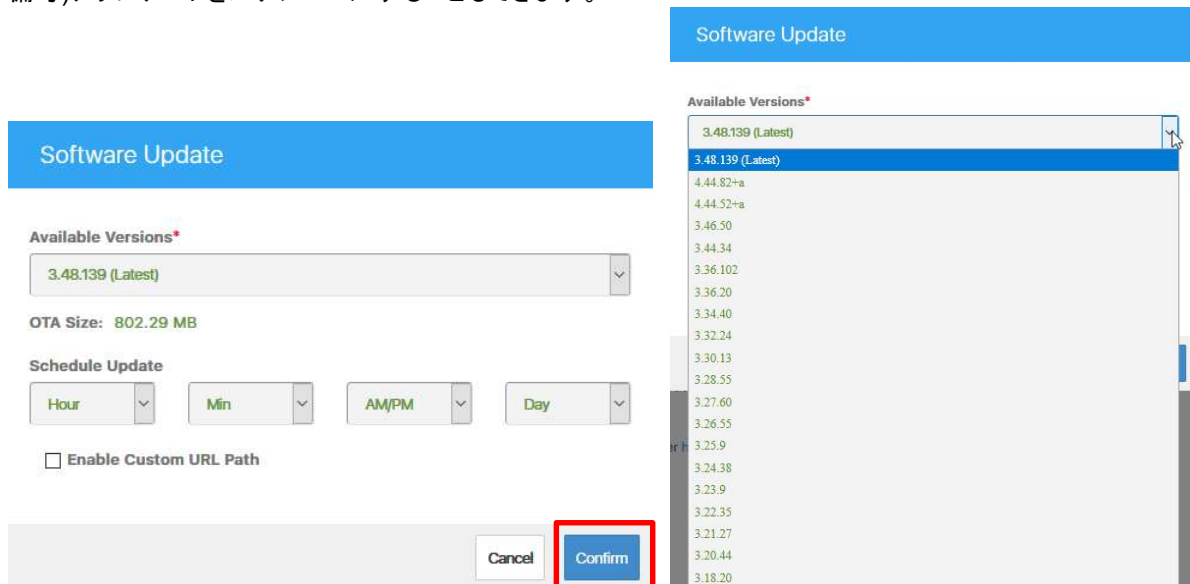 Software Update
Available Versions*
3.48.139 (Latest)
OTA Size: 802.29 MB
Schedule Update
Hour
Min
AM/PM
Day
Enable Custom URL Path
Cancel
Confirm
Software Update
Available Versions*
3.48.139 (Latest)
3.48.139 (Latest)
4.44.82+a
4.44.52+a
3.46.50
3.44.34
3.36.102
3.36.20
3.34.40
3.32.24
3.30.13
3.28.55
3.27.60
3.26.55
3.25.9
3.24.38
3.23.9
3.22.35
3.21.27
3.20.44
3.18.20